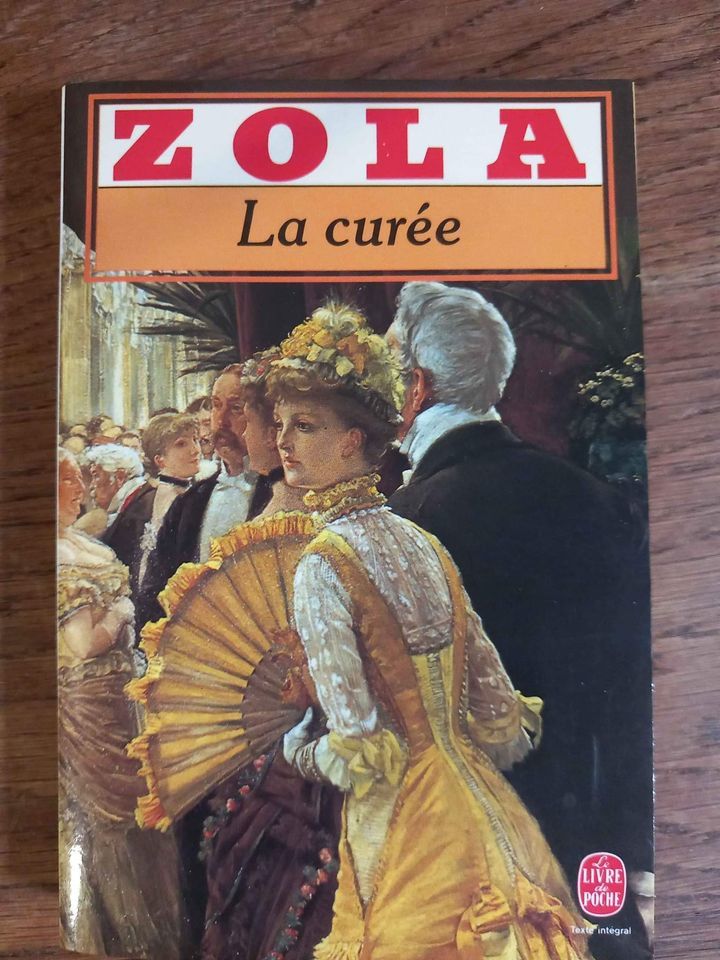 ZOLA
La curée
Le
LIVRE
de
POCHE
Texte intégral